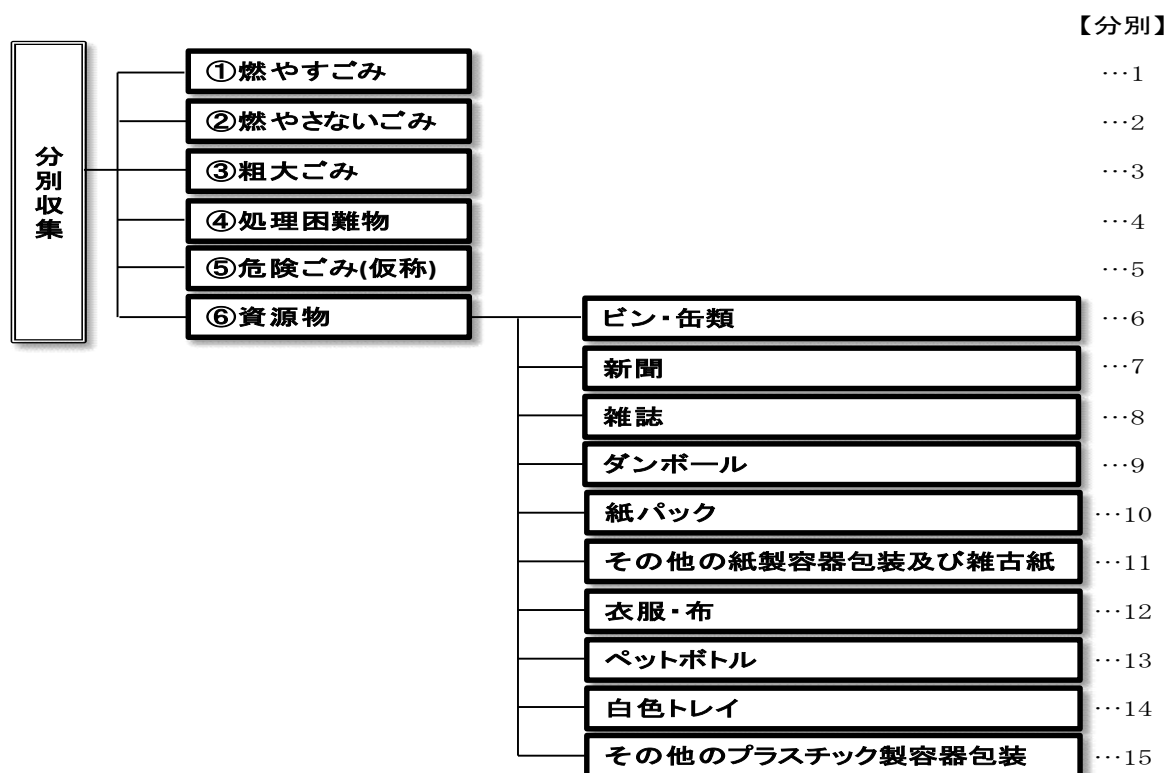 【分別】
分別収集
①燃やすごみ …1
②燃やさないごみ …2
③粗大ごみ …3
④処理困難物 …4
⑤危険ごみ(仮称) …5
⑥資源物 ビン・缶類 …6
新聞 …7
雑誌 …8
ダンボール …9
紙パック …10
その他の紙製容器包装及び雑古紙 …11
衣服・布 …12
ペットボトル …13
白色トレイ …14
その他のプラスチック製容器包装 …15